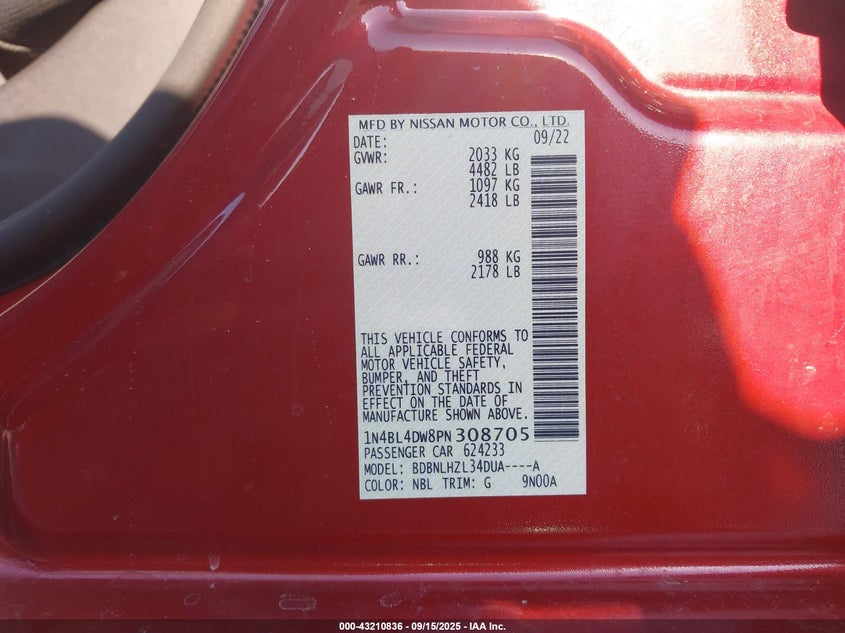 MFD BY NISSAN MOTOR CO., LTD.
DATE: 09/22
GVWR: 2033 KG
4482 LB
GAWR FR.: 1097 KG
2418 LB
GAWR RR.: 988 KG
2178 LB
THIS VEHICLE CONFORMS TO
ALL APPLICABLE FEDERAL
MOTOR VEHICLE SAFETY,
BUMPER, AND THEFT
PREVENTION STANDARDS IN
EFFECT ON THE DATE OF
MANUFACTURE SHOWN ABOVE.
1N4BL4DW8PN308705
PASSENGER CAR 624233
MODEL: BDBNLHZL34DUA----A
COLOR: NBL TRIM: G 9N00A
000-43210836 - 09/15/2025 - IAA Inc.